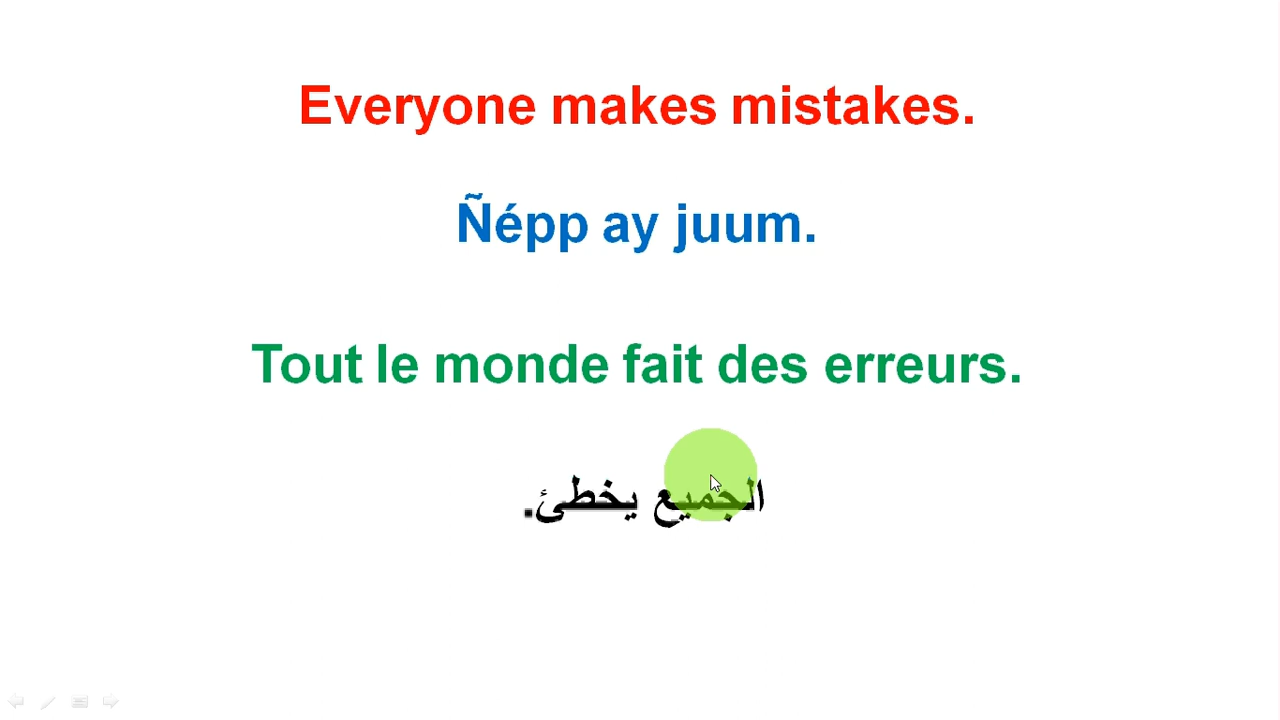 Everyone makes mistakes.
Ñépp ay juum.
Tout le monde fait des erreurs.
الجميع يخطئ.